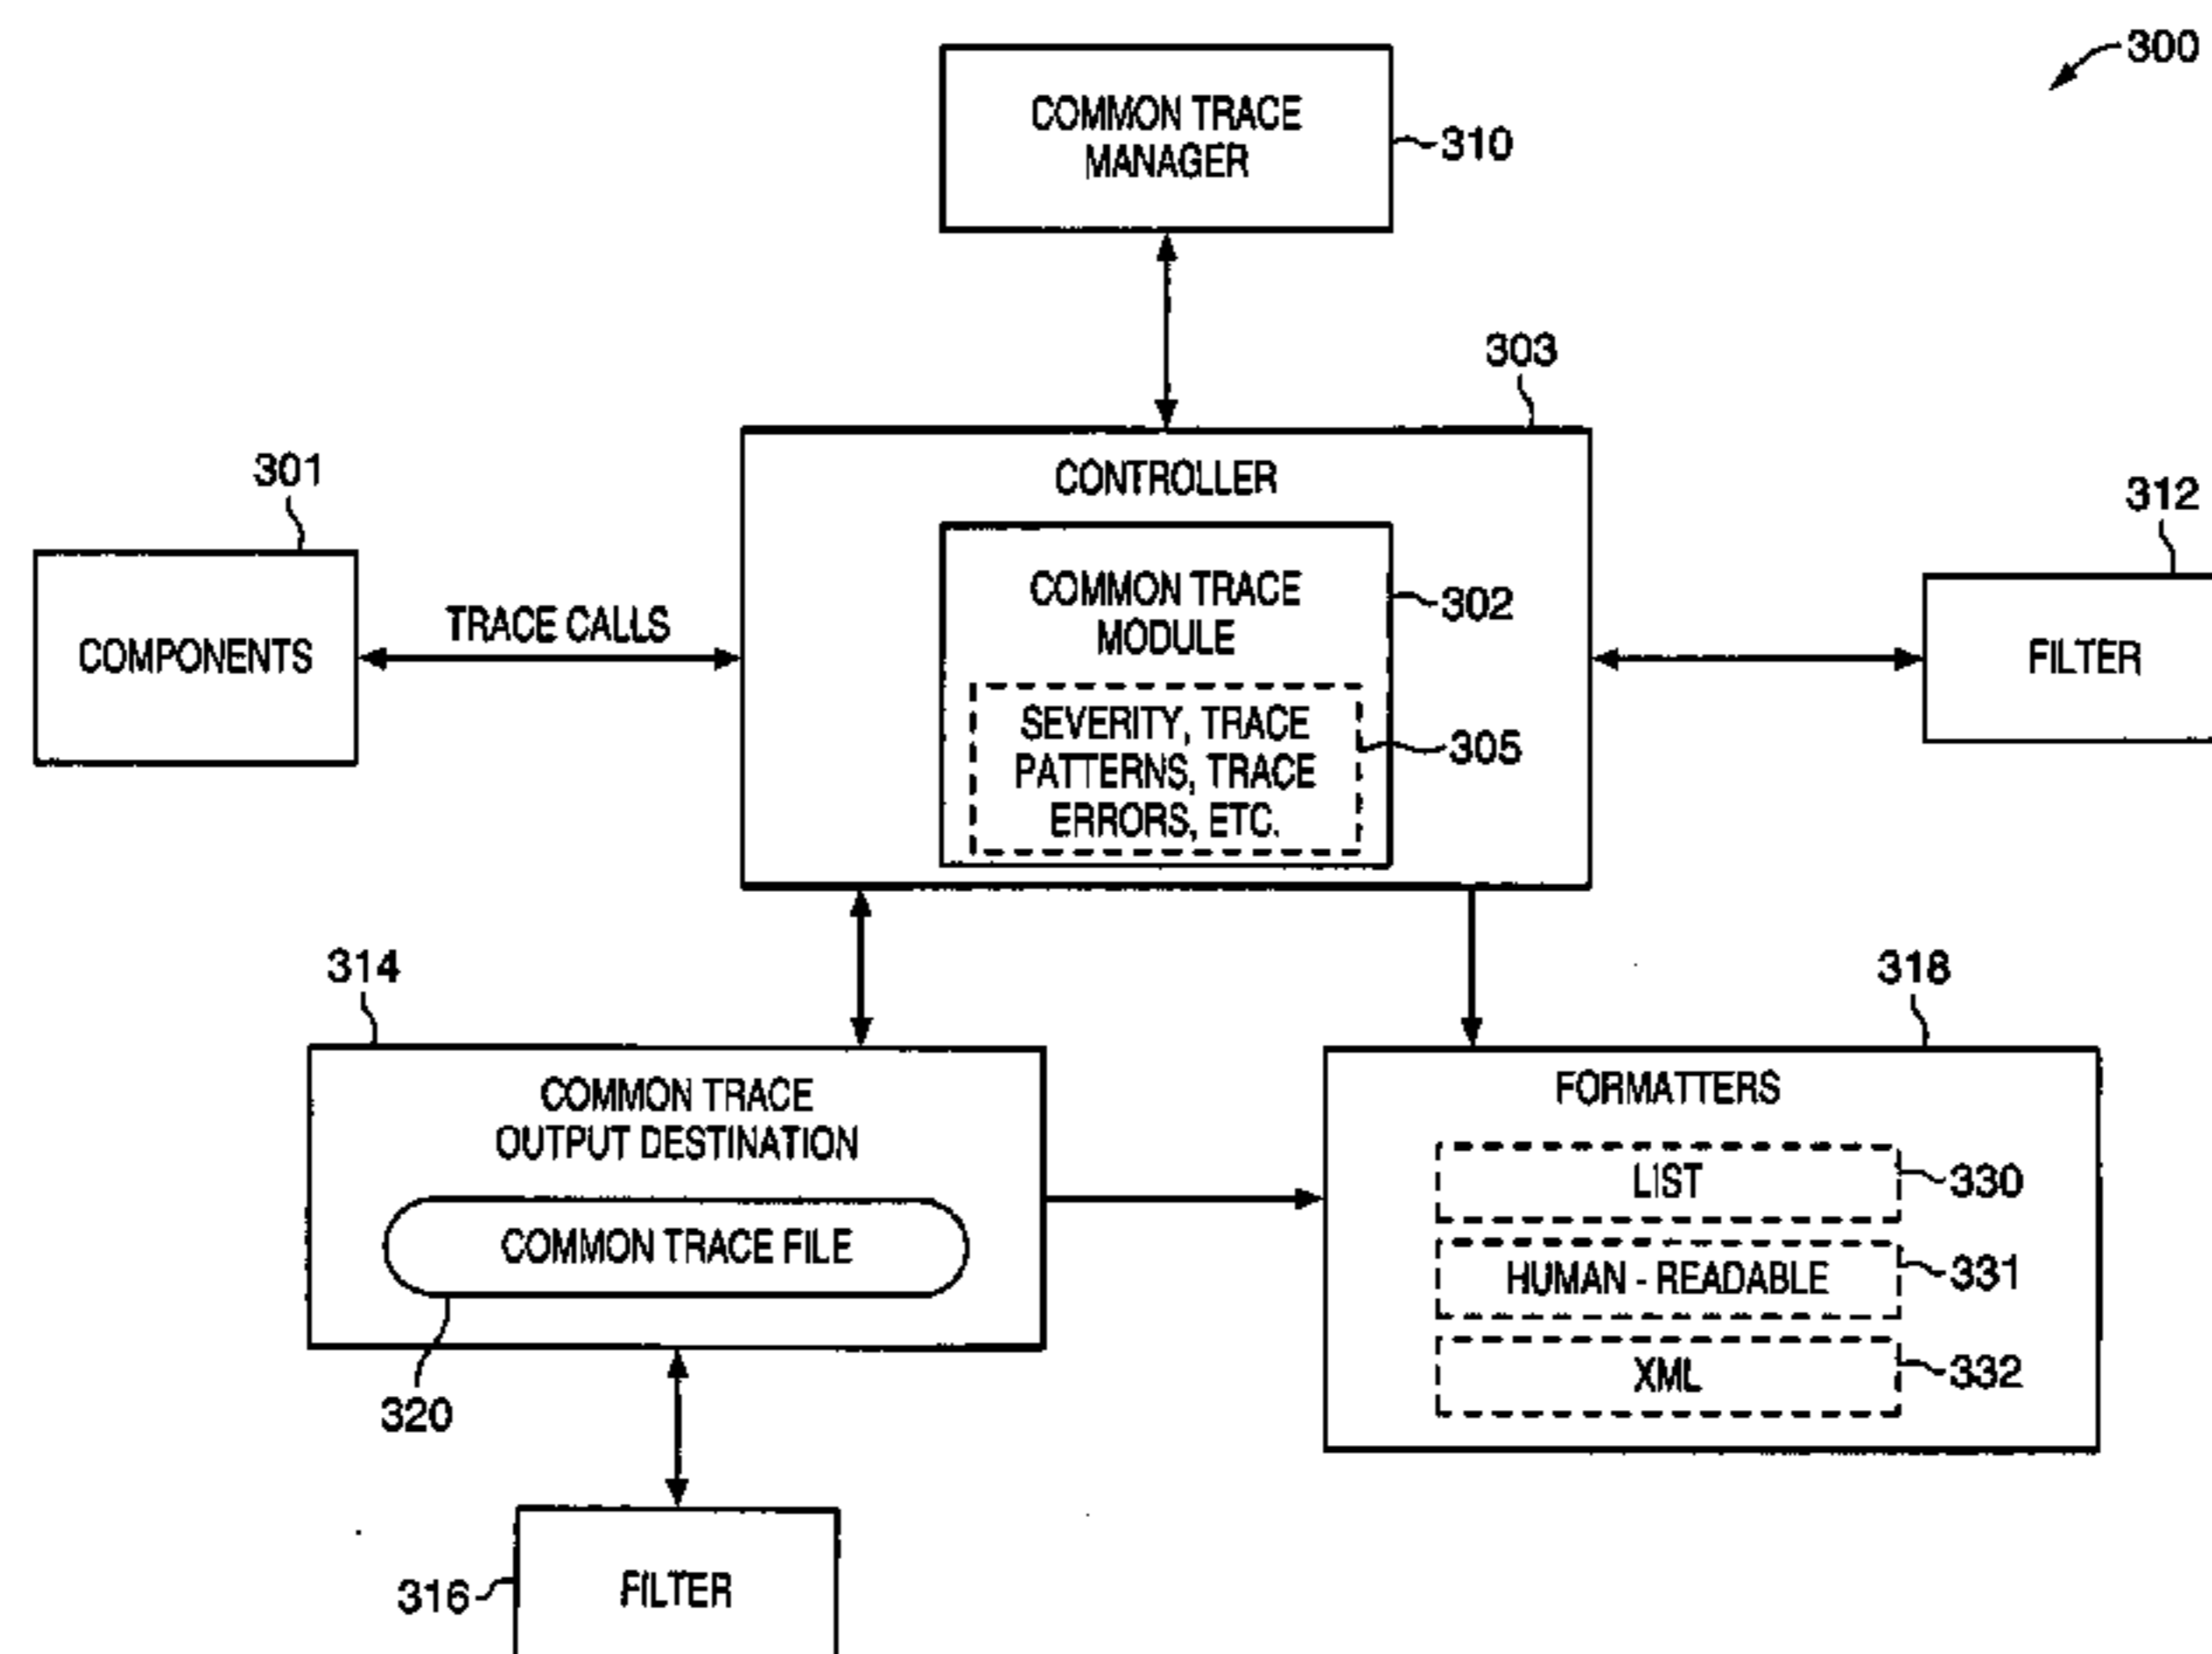 300
COMMON TRACE
MANAGER
310
303
CONTROLLER
301
312
COMMON TRACE
MODULE
302
COMPONENTS
TRACE CALLS
FILTER
SEVERITY, TRACE
PATTERNS, TRACE
ERRORS, ETC.
305
314
318
COMMON TRACE
OUTPUT DESTINATION
COMMON TRACE FILE
320
FORMATTERS
LIST
330
HUMAN - READABLE
331
XML
332
316
FILTER